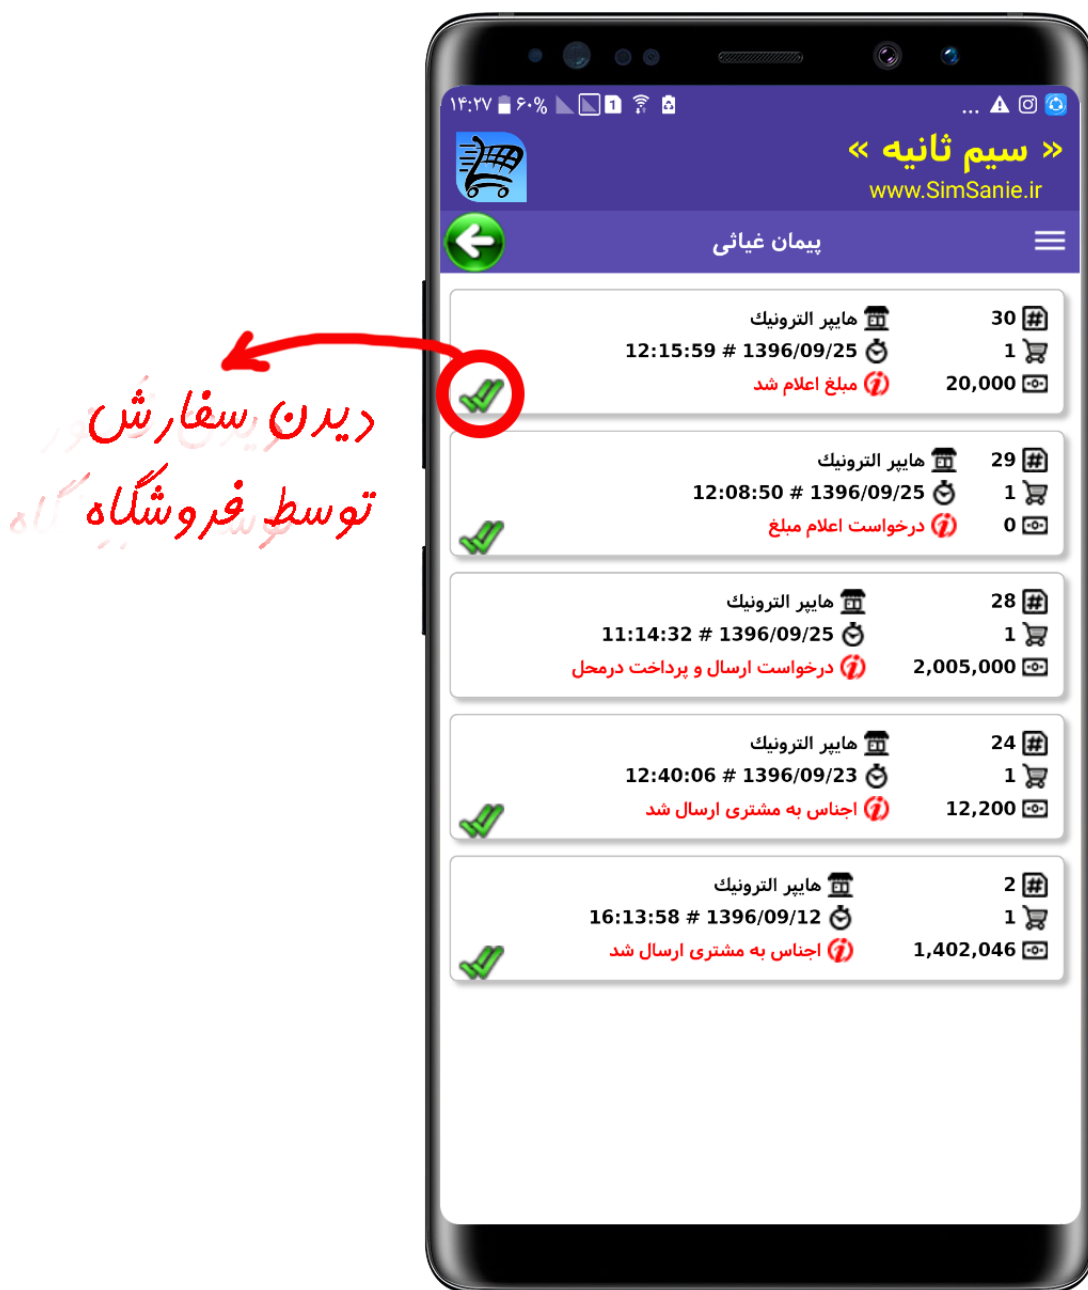 ۱۴:۲۷ ۶۰% 1 ...
« سیم ثانیه »
www.SimSanie.ir
پیمان غیاثی
30 هایپر الترونیك
1 1396/09/25 # 12:15:59
20,000 مبلغ اعلام شد
29 هایپر الترونیك
1 1396/09/25 # 12:08:50
0 درخواست اعلام مبلغ
28 هایپر الترونیك
1 1396/09/25 # 11:14:32
2,005,000 درخواست ارسال و پرداخت درمحل
24 هایپر الترونیك
1 1396/09/23 # 12:40:06
12,200 اجناس به مشتری ارسال شد
2 هایپر الترونیك
1 1396/09/12 # 16:13:58
1,402,046 اجناس به مشتری ارسال شد
دیدن سفارش
توسط فروشگاه